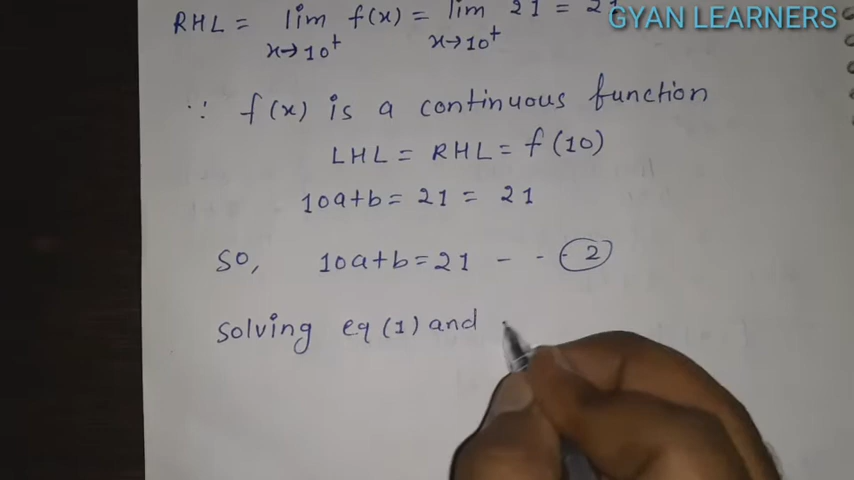 RHL = lim f(x) = lim 21 = 21
x→10⁺ x→10⁺
GYAN LEARNERS
∵ f(x) is a continuous function
LHL = RHL = f(10)
10a+b = 21 = 21
So, 10a+b = 21 - - - 2
Solving eq (1) and